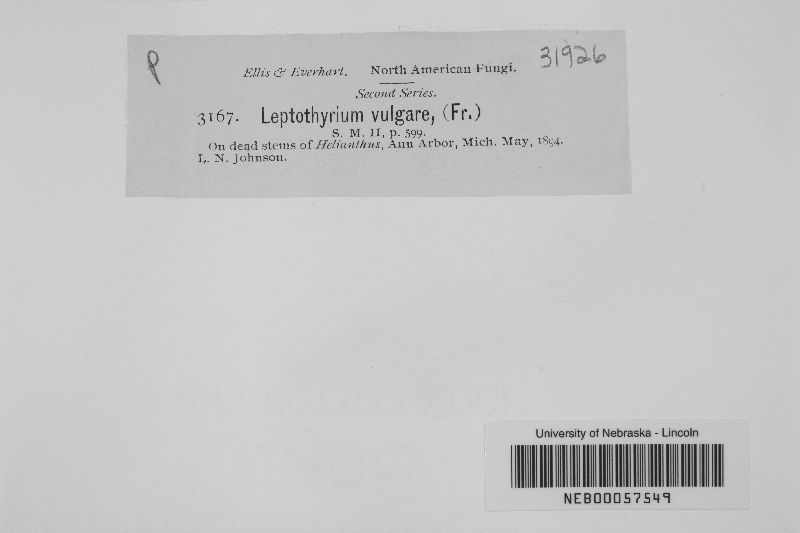 P
31926
Ellis & Everhart. North American Fungi.
Second Series.
3167. Leptothyrium vulgare, (Fr.)
S. M. II, p. 599.
On dead stems of Helianthus, Ann Arbor, Mich. May, 1894.
L. N. Johnson.
University of Nebraska - Lincoln
NEB00057549